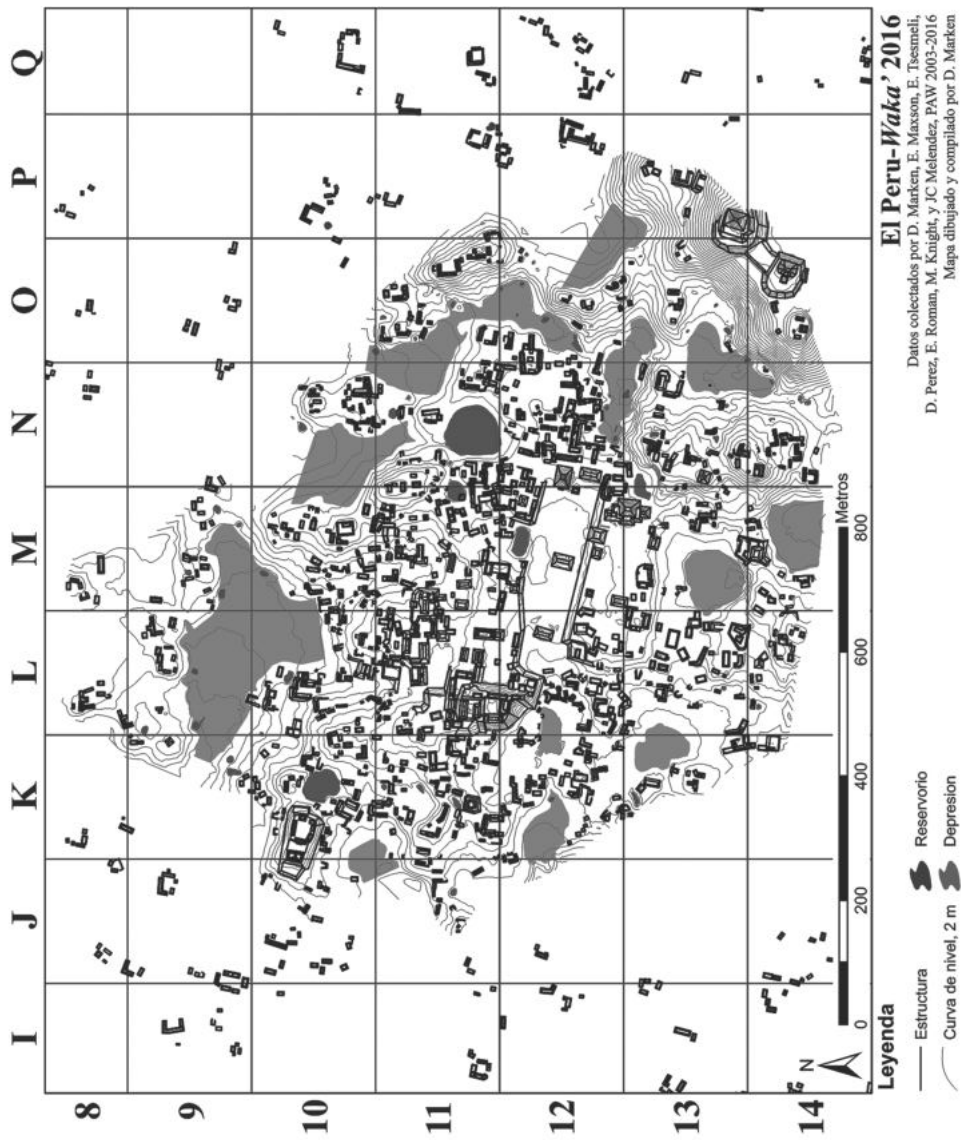 I J K L M N O P Q
8
9
10
11
12
13
14
N
0 200 400 600 800
Metros
Leyenda
Estructura
Curva de nivel, 2 m
Reservorio
Depresion
El Peru-Waka' 2016
Datos colectados por D. Marken, E. Maxson, E. Tsesmeli,
D. Perez, E. Roman, M. Knight, y JC Melendez, PAW 2003-2016
Mapa dibujado y compilado por D. Marken